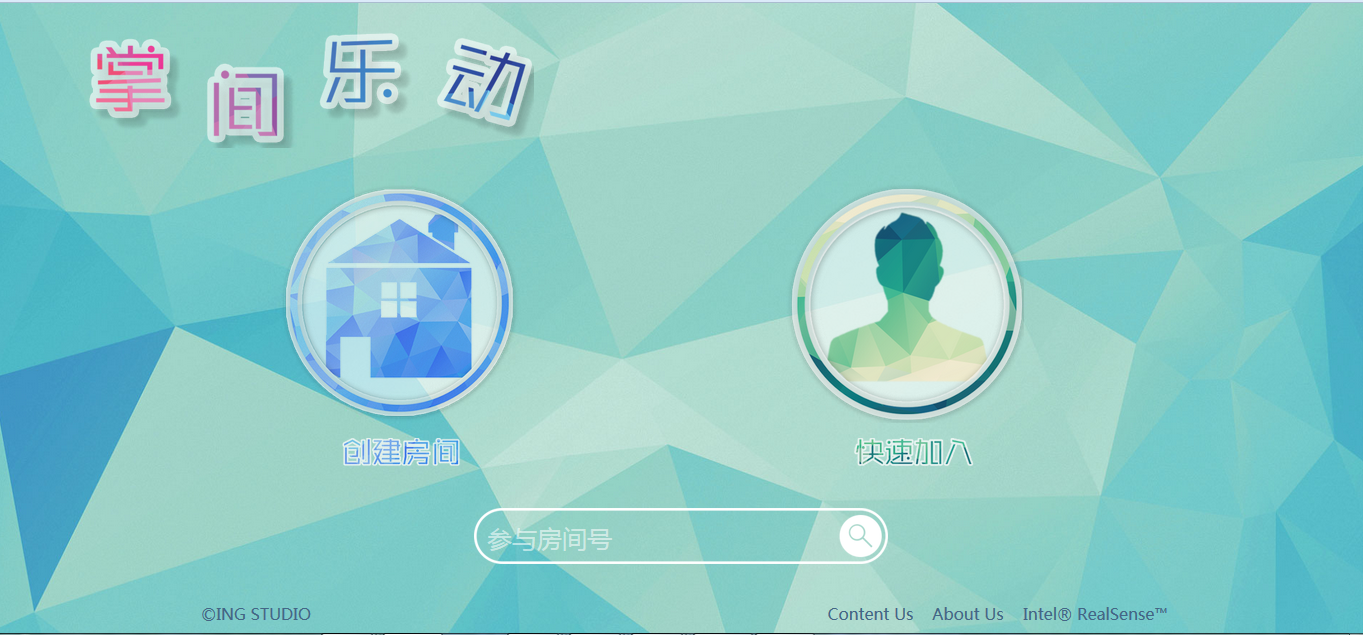 掌间乐动
创建房间
快速加入
参与房间号
©ING STUDIO
Content Us About Us Intel® RealSense™